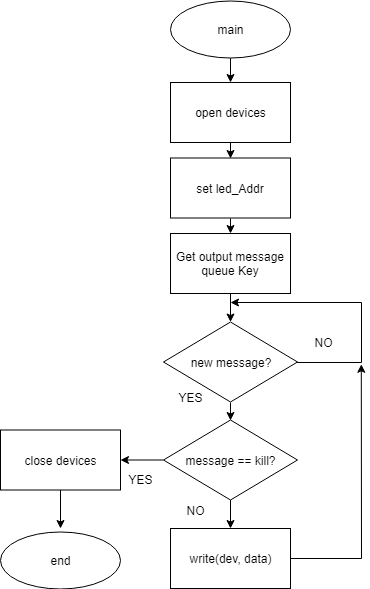 main
open devices
set led_Addr
Get output message
queue Key
new message?
NO
YES
message == kill?
close devices
YES
NO
write(dev, data)
end